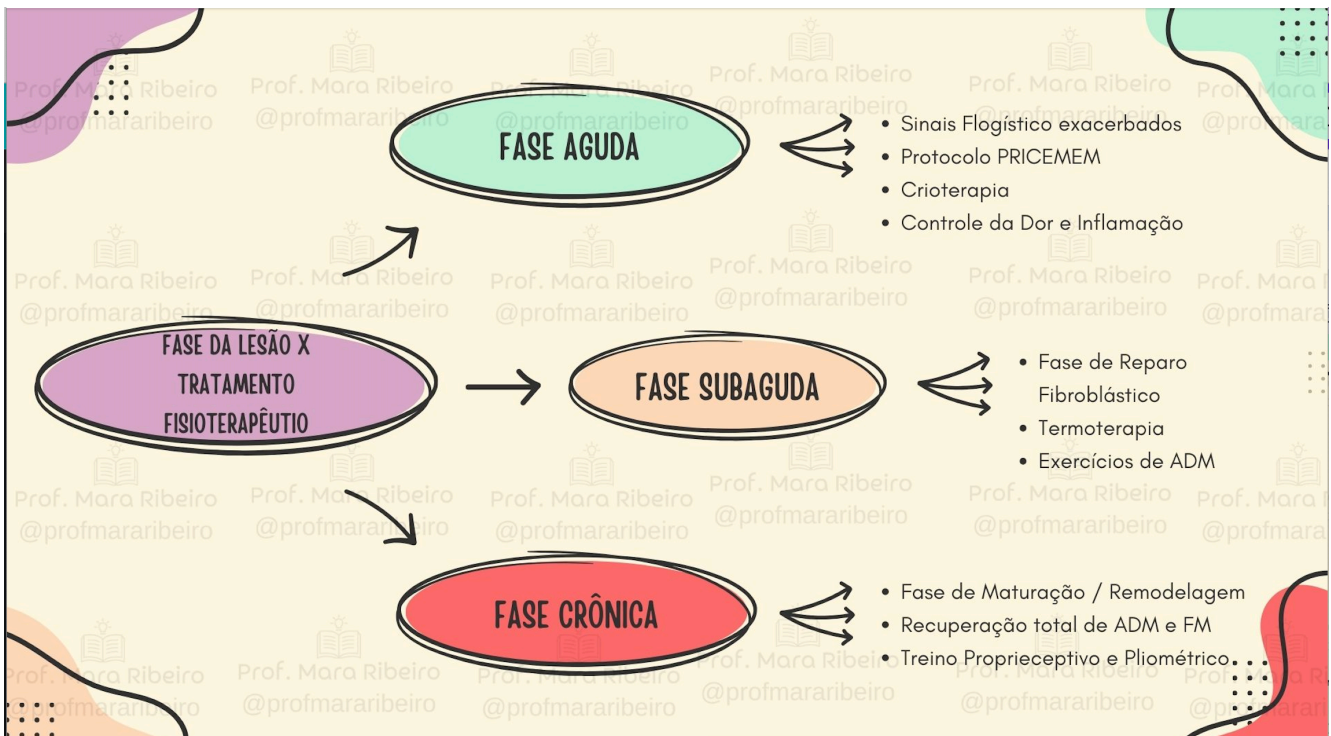 FASE AGUDA
• Sinais Flogístico exacerbados
• Protocolo PRICEMEM
• Crioterapia
• Controle da Dor e Inflamação
FASE DA LESÃO X
TRATAMENTO
FISIOTERAPÊUTIO
FASE SUBAGUDA
• Fase de Reparo
Fibroblástico
• Termoterapia
• Exercícios de ADM
FASE CRÔNICA
• Fase de Maturação / Remodelagem
• Recuperação total de ADM e FM
• Treino Proprieceptivo e Pliométrico
Prof. Mara Ribeiro
@profmararibeiro